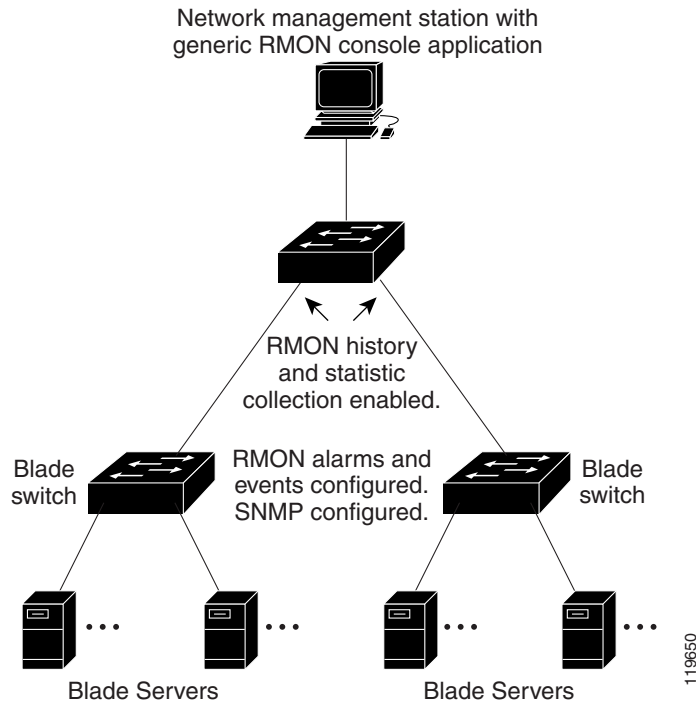 Network management station with
generic RMON console application
RMON history
and statistic
collection enabled.
Blade
switch
RMON alarms and
events configured.
SNMP configured.
Blade
switch
Blade Servers
Blade Servers
119650